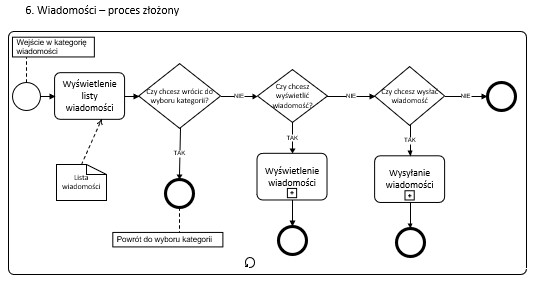 6. Wiadomości – proces złożony
Wejście w kategorię
wiadomości
Wyświetlenie
listy
wiadomości
Czy chcesz wrócic do
wyboru kategorii?
NIE
Czy chcesz
wyświetlić
wiadomość?
NIE
Czy chcesz wysłać
wiadomość
NIE
TAK
TAK
TAK
Lista
wiadomości
Wyświetlenie
wiadomości
Wysyłanie
wiadomości
Powrót do wyboru kategorii